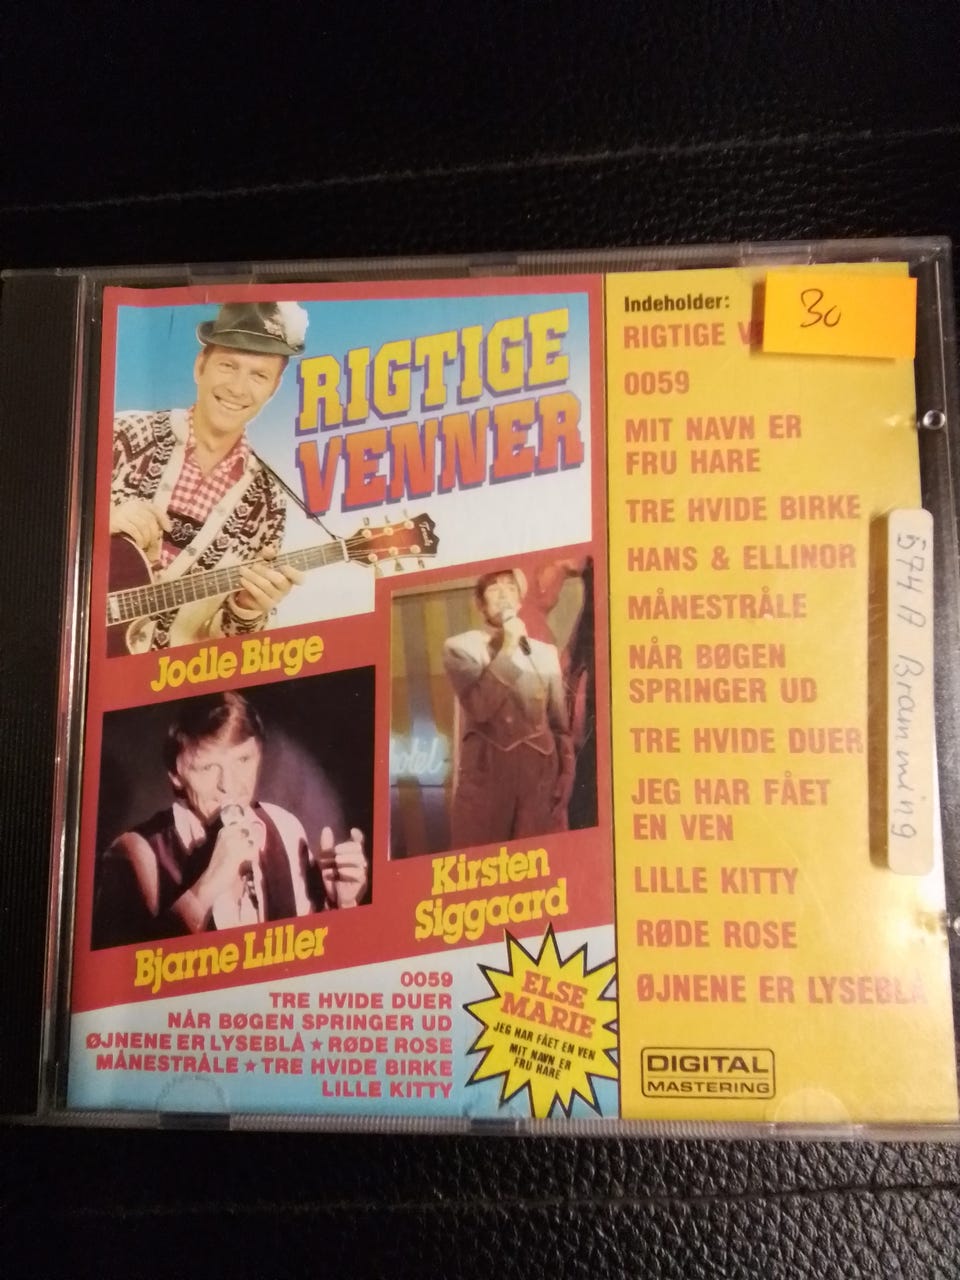 RIGTIGE
VENNER
Jodle Birge
Bjarne Liller
Kirsten
Siggaard
0059
TRE HVIDE DUER
NÅR BØGEN SPRINGER UD
ØJNENE ER LYSEBLÅ ★ RØDE ROSE
MÅNESTRÅLE ★ TRE HVIDE BIRKE
LILLE KITTY
ELSE
MARIE
JEG HAR FÅET EN VEN
MIT NAVN ER
FRU HARE
Indeholder:
30
RIGTIGE
0059
MIT NAVN ER
FRU HARE
TRE HVIDE BIRKE
HANS & ELLINOR
MÅNESTRÅLE
NÅR BØGEN
SPRINGER UD
TRE HVIDE DUER
JEG HAR FÅET
EN VEN
LILLE KITTY
RØDE ROSE
ØJNENE ER LYSEBLÅ
DIGITAL
MASTERING
594 A Bramming